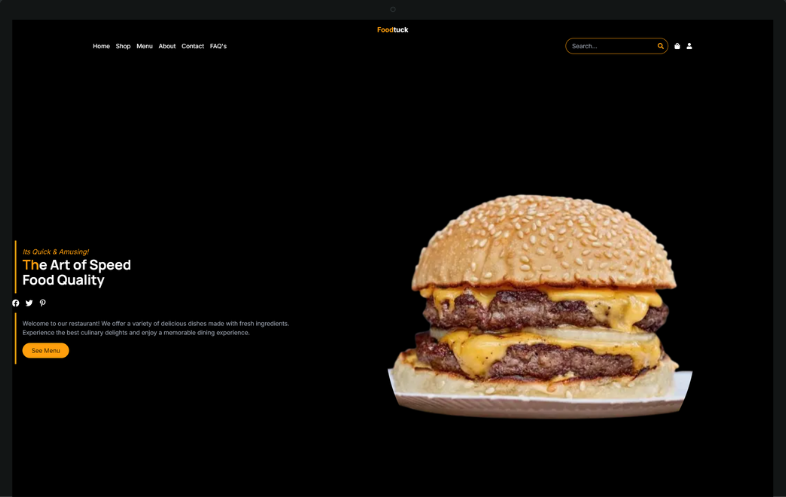 Foodtuck
Home Shop Menu About Contact FAQ's
Search...
Its Quick & Amusing!
The Art of Speed
Food Quality
Welcome to our restaurant! We offer a variety of delicious dishes made with fresh ingredients.
Experience the best culinary delights and enjoy a memorable dining experience.
See Menu